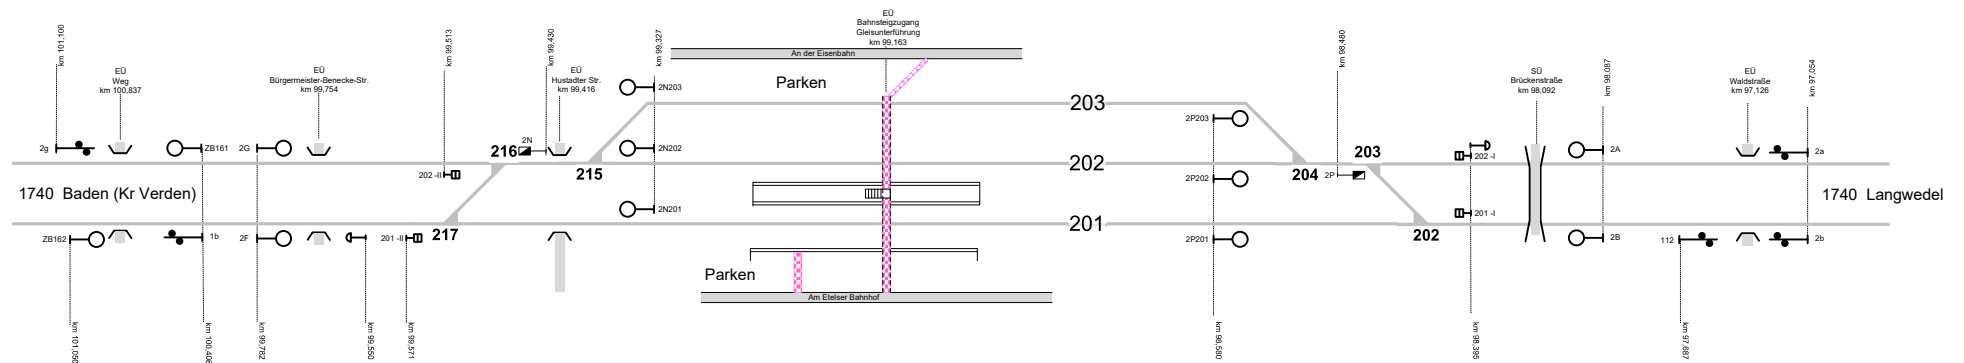 km 101,100
EÜ
Weg
km 100,837
EÜ
Bürgermeister-Benecke-Str.
km 99,754
km 99,513
km 99,430
EÜ
Hustadter Str.
km 99,416
km 99,327
An der Eisenbahn
EÜ
Bahnsteigzugang
Gleisunterführung
km 99,163
km 98,480
SÜ
Brückenstraße
km 98,092
km 98,087
EÜ
Waldstraße
km 97,126
km 97,054
Parken
2N203
203
2P203
2g
ZB161
2G
216
2N
2N202
203
202 -I
2A
2a
202
215
202 -II
204
2P
2P202
1740 Baden (Kr Verden)
1740 Langwedel
2N201
201 -I
201
ZB162
1b
2F
201 -II
217
2P201
202
2B
112
2b
Parken
Am Etelser Bahnhof
km 101,050
km 100,406
km 99,782
km 99,550
km 99,571
km 98,580
km 98,395
km 97,687